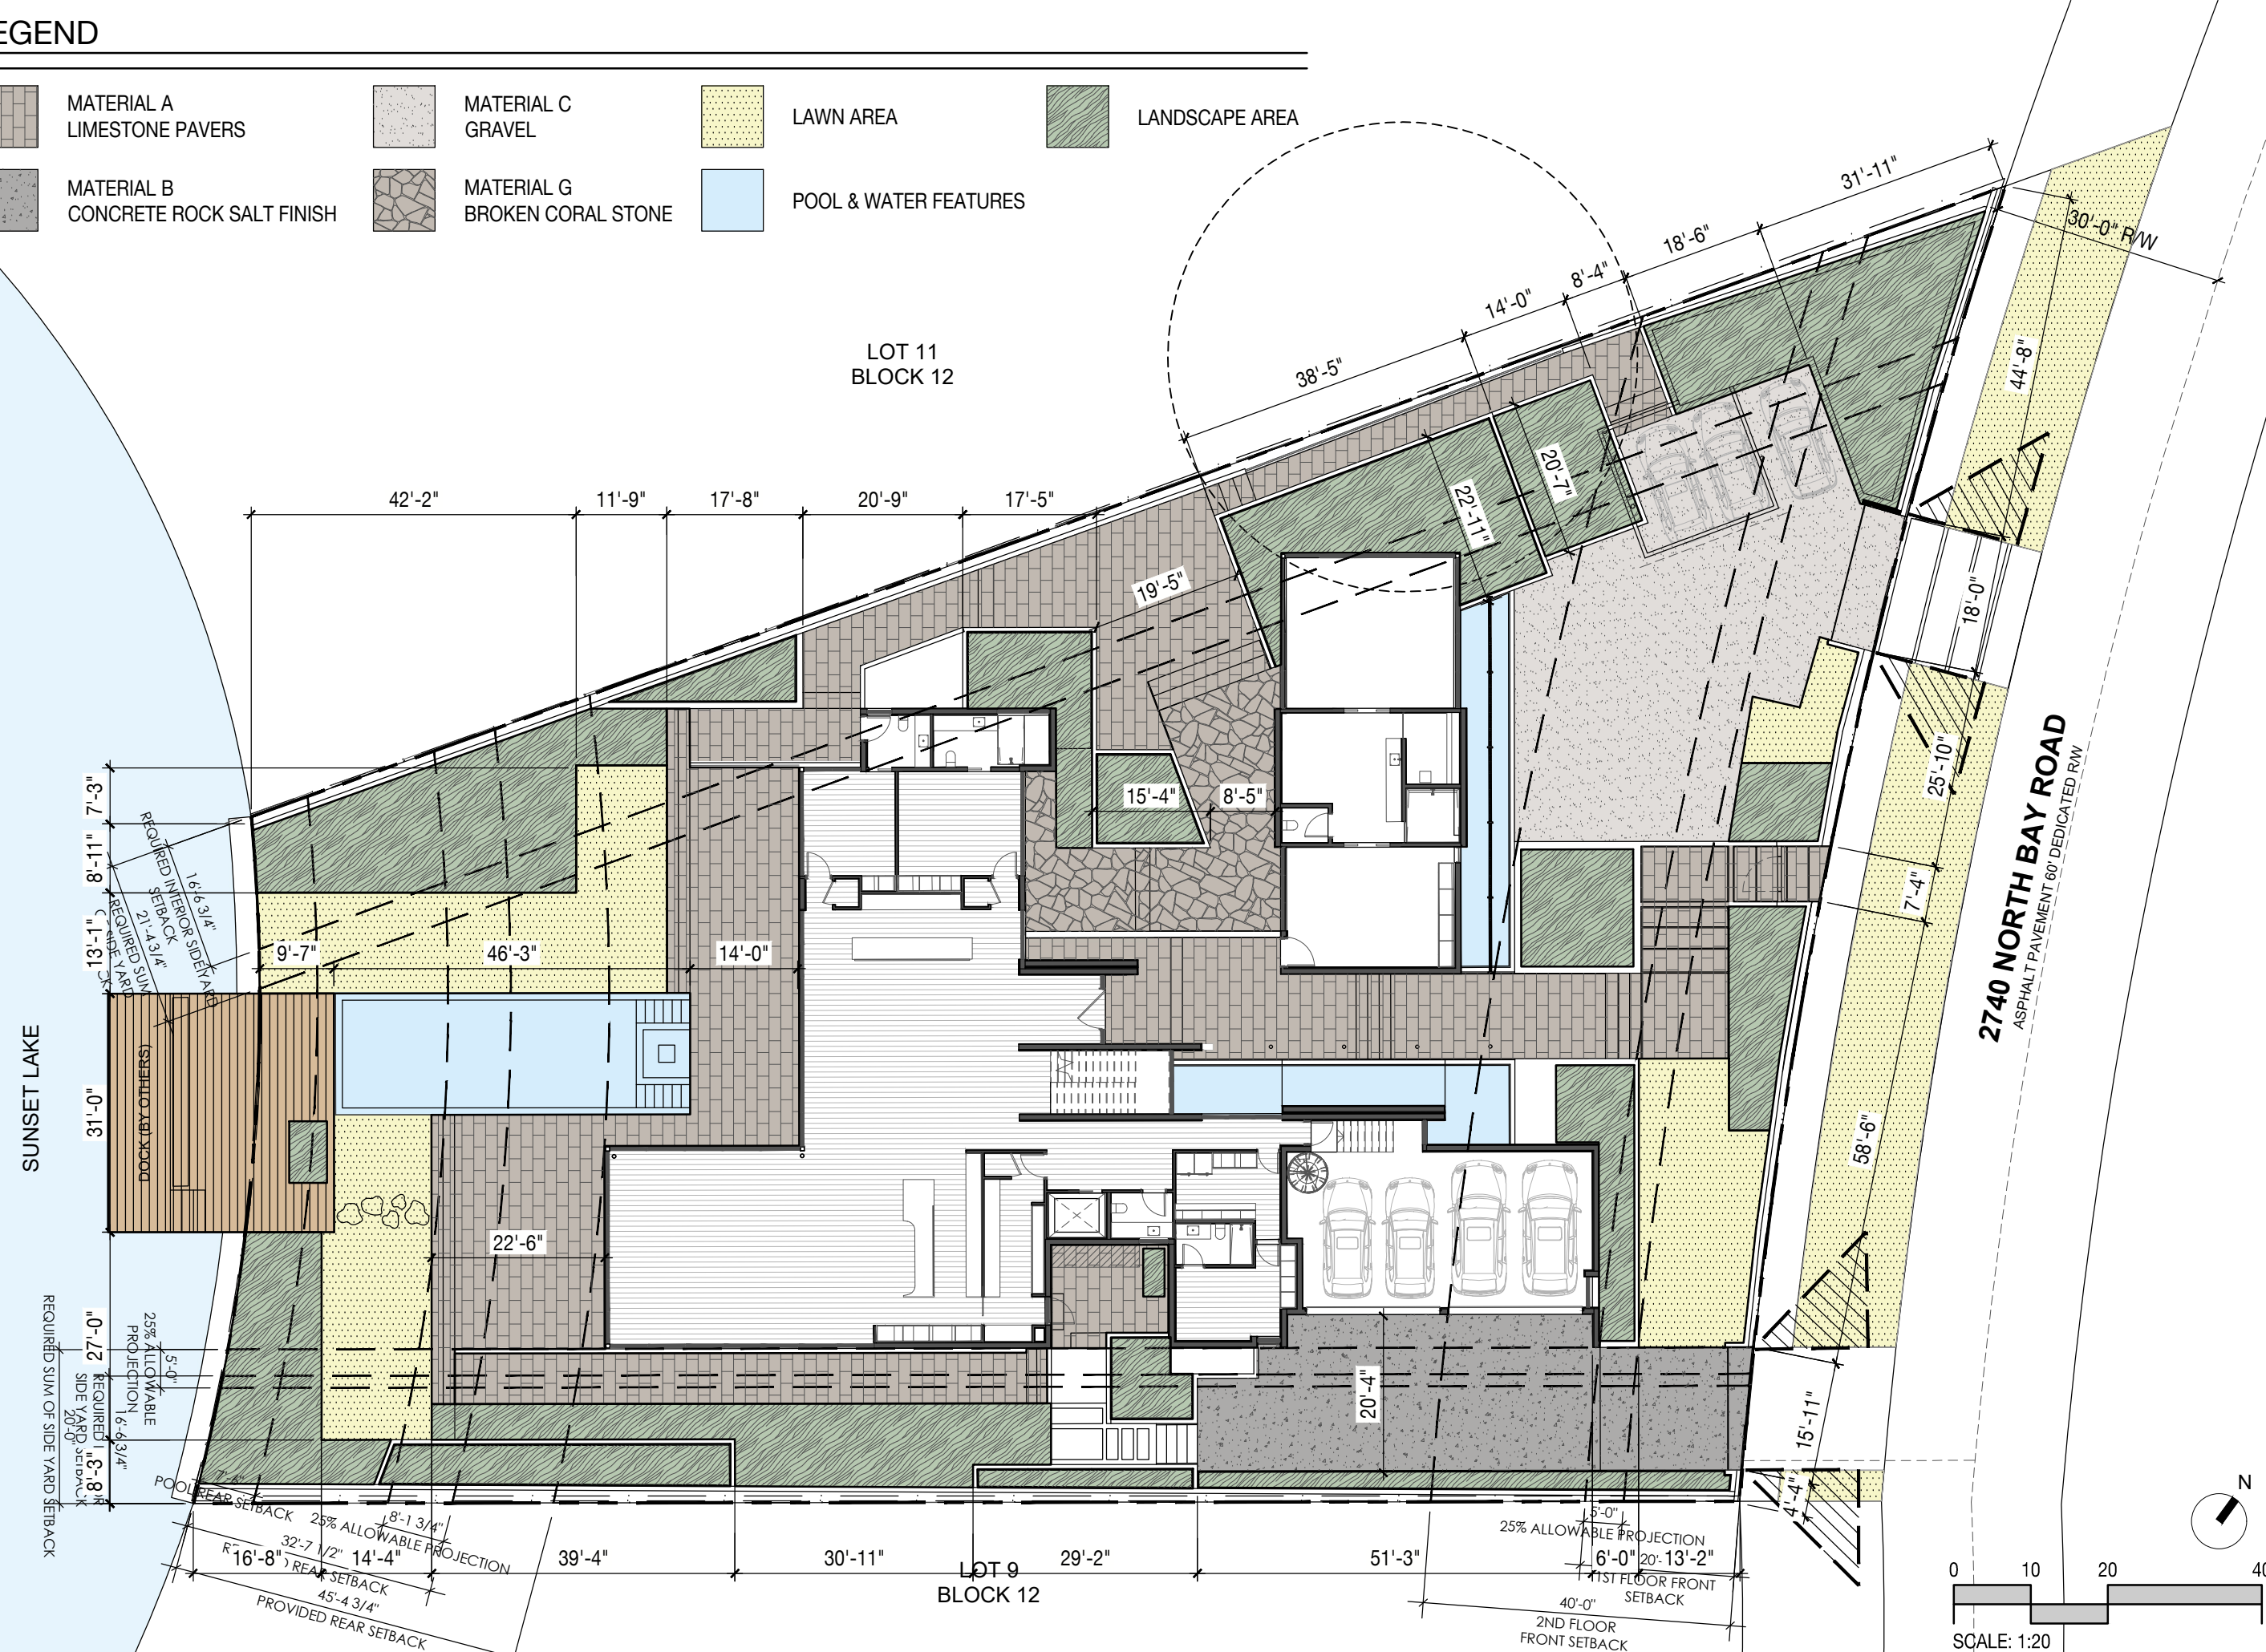 EGEND
MATERIAL A
LIMESTONE PAVERS
MATERIAL C
GRAVEL
LAWN AREA
LANDSCAPE AREA
MATERIAL B
CONCRETE ROCK SALT FINISH
MATERIAL G
BROKEN CORAL STONE
POOL & WATER FEATURES
31'-11"
30'-0" R/W
18'-6"
8'-4"
14'-0"
38'-5"
LOT 11
BLOCK 12
44'-8"
42'-2"
11'-9"
17'-8"
20'-9"
17'-5"
20'-7"
22'-11"
19'-5"
18'-0"
25'-10"
7'-3"
8'-11"
13'-1"
REQUIRED INTERIOR SIDEYARD
SETBACK
16'-6 3/4"
REQUIRED SUM
21'-4 3/4"
SIDE YARD
15'-4"
8'-5"
7'-4"
9'-7"
46'-3"
14'-0"
2740 NORTH BAY ROAD
ASPHALT PAVEMENT 60' DEDICATED R/W
SUNSET LAKE
31'-0"
DOCK (BY OTHERS)
58'-6"
22'-6"
27'-0"
25% ALLOWABLE
PROJECTION
5'-0"
REQUIRED SUM OF SIDE YARD SETBACK
20'-0"
SIDE YARD SETBACK
16'-6 3/4"
8'-3"
20'-4"
15'-11"
4'-4"
7'-6"
POOL REAR SETBACK
8'-1 3/4"
25% ALLOWABLE PROJECTION
32'-7 1/2"
REAR SETBACK
45'-4 3/4"
PROVIDED REAR SETBACK
16'-8"
14'-4"
39'-4"
30'-11"
LOT 9
BLOCK 12
29'-2"
51'-3"
6'-0"
20'-
13'-2"
5'-0"
25% ALLOWABLE PROJECTION
1ST FLOOR FRONT
SETBACK
40'-0"
2ND FLOOR
FRONT SETBACK
N
0 10 20 40
SCALE: 1:20